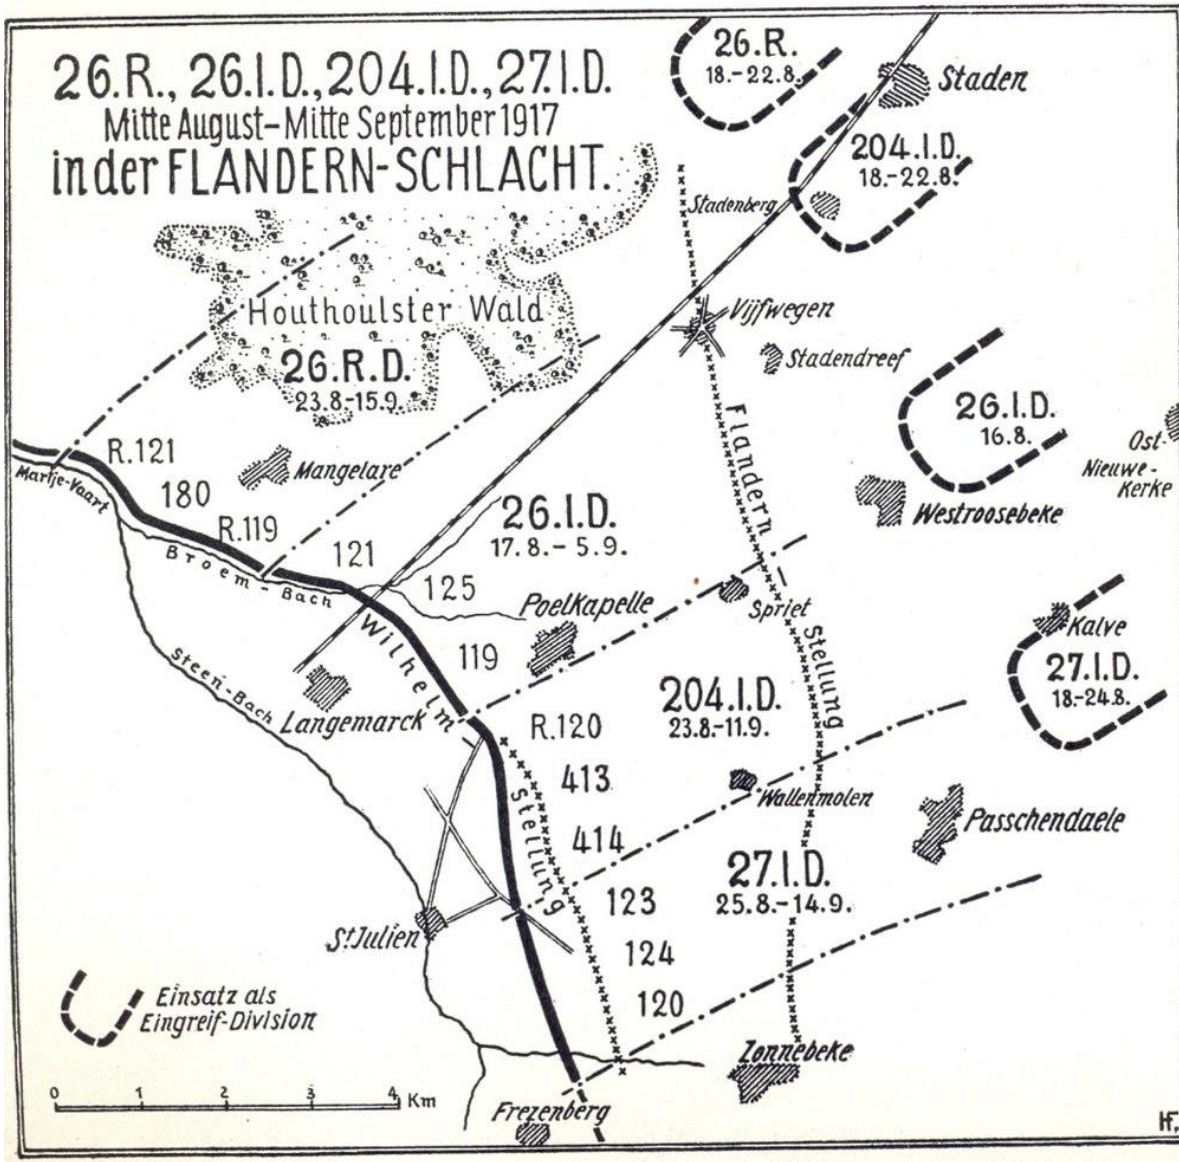 26.R., 26.I.D., 204.I.D., 27.I.D.
Mitte August–Mitte September 1917
in der FLANDERN-SCHLACHT.
26.R.
18.–22.8.
Staden
204.I.D.
18.–22.8.
Stadenberg
Houthoulster Wald
Vijfwegen
Stadendreef
26.R.D.
23.8–15.9.
26.I.D.
16.8.
Ost-
Nieuwe-
Kerke
Flandern
Stellung
R.121
Martje-Vaart
Mangelare
180
R.119
Westroosebeke
26.I.D.
17.8. – 5.9.
121
125
Broem-Bach
Poelkapelle
Spriet
Kalve
Wilhelm
Stellung
119
27.I.D.
18.–24.8.
Steen-Bach
Langemarck
204.I.D.
23.8.–11.9.
R.120
413
Wallenmolen
Passchendaele
414
27.I.D.
25.8.–14.9.
123
St Julien
124
120
Einsatz als
Eingreif-Division
Zonnebeke
0 1 2 3 4 Km
Frezenberg
HF.